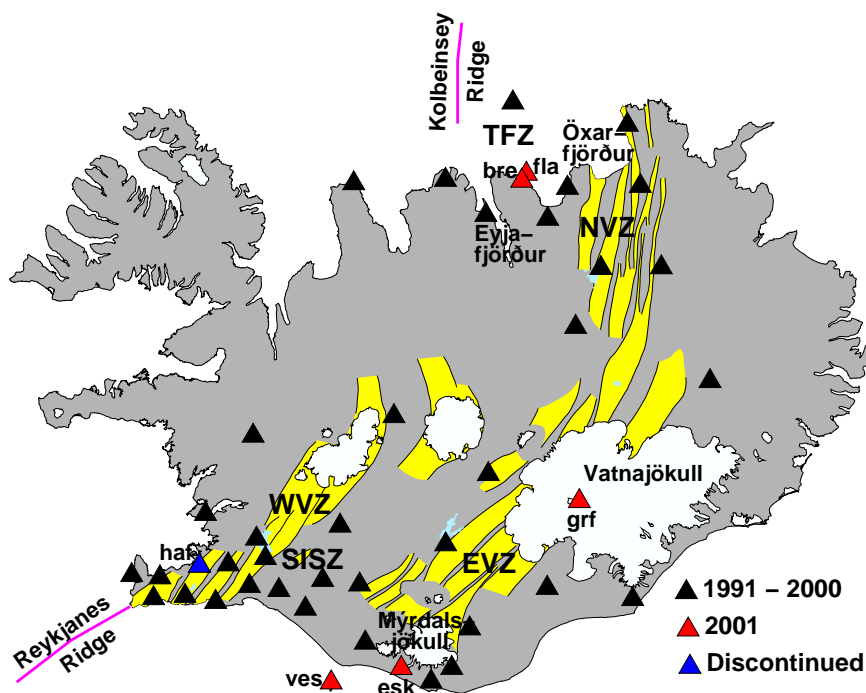 Kolbeinsey
Ridge
TFZ
Öxar–
fjörður
bre
fla
Eyja–
fjörður
NVZ
Vatnajökull
grf
WVZ
haf
SISZ
EVZ
Mýrdals–
jökull
ves
esk
Reykjanes
Ridge
1991 – 2000
2001
Discontinued